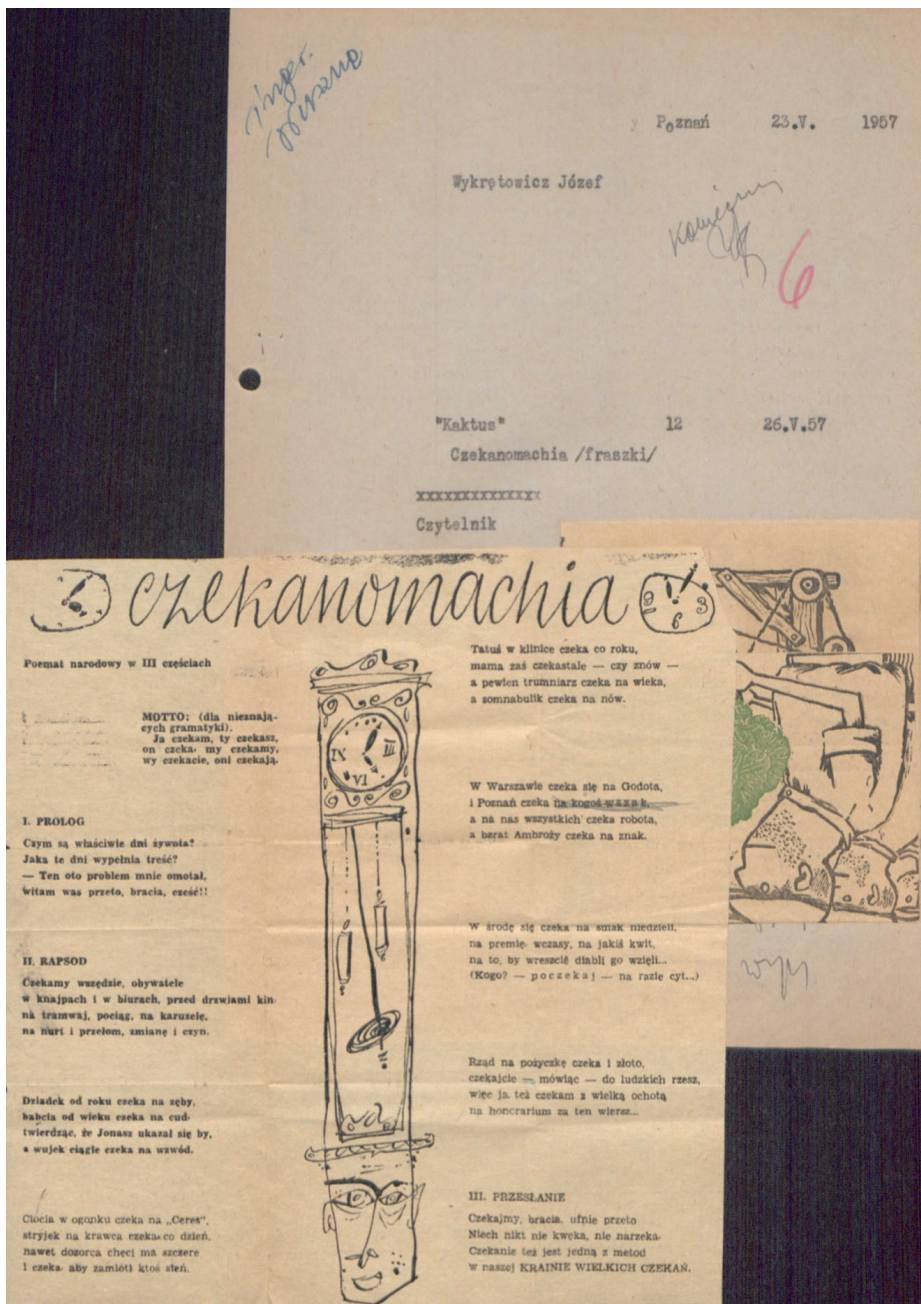 inger.
Poznań 23.V. 1957
Wykrętowicz Józef
6
"Kaktus" 12 26.V.57
Czekanomachia /fraszki/
xxxxxxxxxxxxxx
Czytelnik
czekanomachia
9 3
6
Poemat narodowy w III częściach
MOTTO: (dla nieznają-
cych gramatyki).
Ja czekam, ty czekasz,
on czeka- my czekamy,
wy czekacie, oni czekają.
I. PROLOG
Czym są właściwie dni żywota?
Jaka te dni wypełnia treść?
— Ten oto problem mnie omotał,
witam was przeto, bracia, cześć!!
II. RAPSOD
Czekamy wszędzie, obywatele
w knajpach i w biurach, przed drzwiami kin
na tramwaj, pociąg, na karuzelę,
na nurt i przełom, zmianę i czyn.
Dziadek od roku czeka na zęby,
babcia od wieku czeka na cud-
twierdząc, że Jonasz ukazał się by,
a wujek ciągle czeka na wzwód.
Ciocia w ogonku czeka na „Ceres",
stryjek na krawca czeka-co dzień,
nawet dozorca chęci ma szczere
i czeka- aby zamiótł ktoś sień.
IX III
VI
Tatuś w klinice czeka co roku,
mama zaś czekastale — czy znów —
a pewien trumniarz czeka na wieka,
a somnabulik czeka na nów.
W Warszawie czeka się na Godota,
i Poznań czeka na kogoś wzzak,
a na nas wszystkich czeka robota,
a barat Ambroży czeka na znak.
W środę się czeka na smak niedzieli,
na premię- wczasy, na jakiś kwit,
na to, by wreszcie diabli go wzięli...
(Kogo? — poczekaj — na razie cyt...)
Rząd na pożyczkę czeka i złoto,
czekajcie — mówiąc — do ludzkich rzesz,
więc ja też czekam z wielką ochotą
na honorarium za ten wiersz...
III. PRZESŁANIE
Czekajmy, bracia, ufnie przeto
Niech nikt nie kwęka, nie narzeka-
Czekanie też jest jedną z metod
w naszej KRAINIE WIELKICH CZEKAŃ.